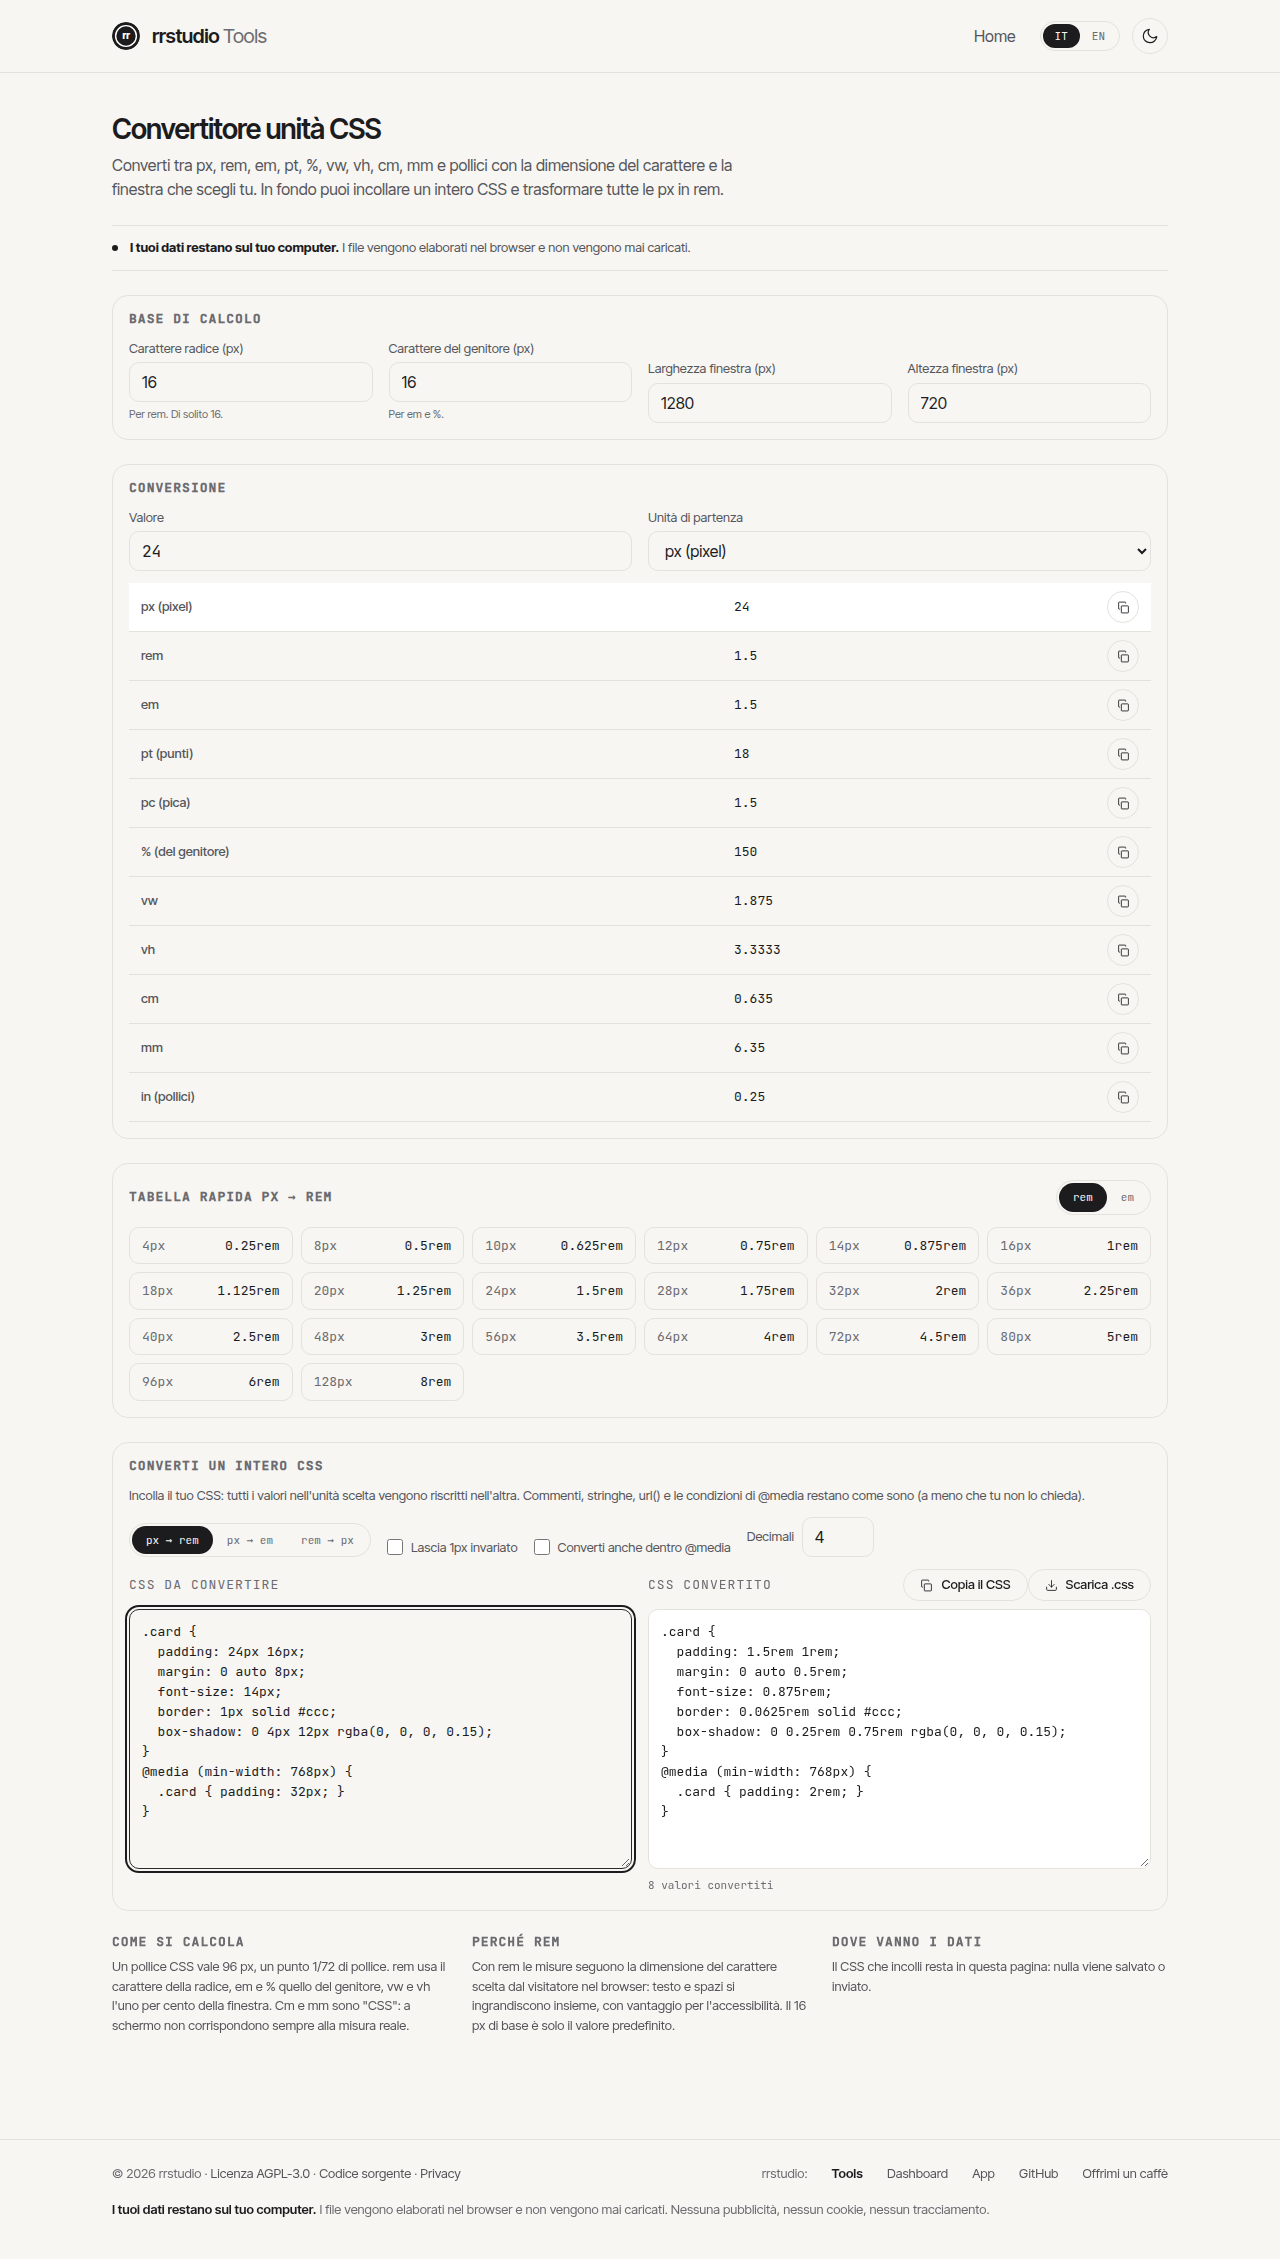 rr rrstudio Tools
Home
IT EN
Convertitore unità CSS
Converti tra px, rem, em, pt, %, vw, vh, cm, mm e pollici con la dimensione del carattere e la
finestra che scegli tu. In fondo puoi incollare un intero CSS e trasformare tutte le px in rem.
I tuoi dati restano sul tuo computer. I file vengono elaborati nel browser e non vengono mai caricati.
BASE DI CALCOLO
Carattere radice (px)
16
Per rem. Di solito 16.
Carattere del genitore (px)
16
Per em e %.
Larghezza finestra (px)
1280
Altezza finestra (px)
720
CONVERSIONE
Valore
24
Unità di partenza
px (pixel)
px (pixel) 24
rem 1.5
em 1.5
pt (punti) 18
pc (pica) 1.5
% (del genitore) 150
vw 1.875
vh 3.3333
cm 0.635
mm 6.35
in (pollici) 0.25
TABELLA RAPIDA PX → REM
rem em
4px 0.25rem 8px 0.5rem 10px 0.625rem 12px 0.75rem 14px 0.875rem 16px 1rem
18px 1.125rem 20px 1.25rem 24px 1.5rem 28px 1.75rem 32px 2rem 36px 2.25rem
40px 2.5rem 48px 3rem 56px 3.5rem 64px 4rem 72px 4.5rem 80px 5rem
96px 6rem 128px 8rem
CONVERTI UN INTERO CSS
Incolla il tuo CSS: tutti i valori nell'unità scelta vengono riscritti nell'altra. Commenti, stringhe, url() e le condizioni di @media restano come sono (a meno che tu non lo chieda).
px → rem px → em rem → px
Lascia 1px invariato
Converti anche dentro @media
Decimali 4
CSS DA CONVERTIRE
.card {
  padding: 24px 16px;
  margin: 0 auto 8px;
  font-size: 14px;
  border: 1px solid #ccc;
  box-shadow: 0 4px 12px rgba(0, 0, 0, 0.15);
}
@media (min-width: 768px) {
  .card { padding: 32px; }
}
CSS CONVERTITO
Copia il CSS
Scarica .css
.card {
  padding: 1.5rem 1rem;
  margin: 0 auto 0.5rem;
  font-size: 0.875rem;
  border: 0.0625rem solid #ccc;
  box-shadow: 0 0.25rem 0.75rem rgba(0, 0, 0, 0.15);
}
@media (min-width: 768px) {
  .card { padding: 2rem; }
}
8 valori convertiti
COME SI CALCOLA
Un pollice CSS vale 96 px, un punto 1/72 di pollice. rem usa il
carattere della radice, em e % quello del genitore, vw e vh
l'uno per cento della finestra. Cm e mm sono "CSS": a
schermo non corrispondono sempre alla misura reale.
PERCHÉ REM
Con rem le misure seguono la dimensione del carattere
scelta dal visitatore nel browser: testo e spazi si
ingrandiscono insieme, con vantaggio per l'accessibilità. Il 16
px di base è solo il valore predefinito.
DOVE VANNO I DATI
Il CSS che incolli resta in questa pagina: nulla viene salvato o
inviato.
© 2026 rrstudio · Licenza AGPL-3.0 · Codice sorgente · Privacy
rrstudio: Tools Dashboard App GitHub Offrimi un caffè
I tuoi dati restano sul tuo computer. I file vengono elaborati nel browser e non vengono mai caricati. Nessuna pubblicità, nessun cookie, nessun tracciamento.